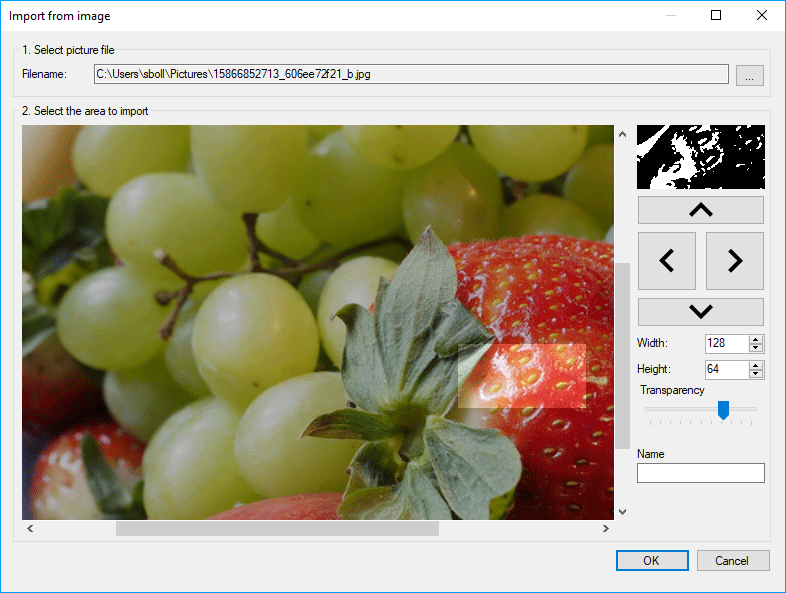 Import from image
1. Select picture file
Filename:
C:\Users\sboll\Pictures\15866852713_606ee72f21_b.jpg
...
2. Select the area to import
Width:
128
Height:
64
Transparency
Name
OK
Cancel